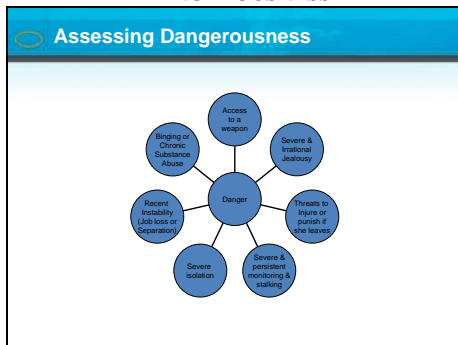 Assessing Dangerousness
Access
to a
weapon
Severe &
Irrational
Jealousy
Threats to
Injure or
punish if
she leaves
Severe &
persistent
monitoring &
stalking
Severe
isolation
Recent
Instability
(Job loss or
Separation)
Binging or
Chronic
Substance
Abuse
Danger